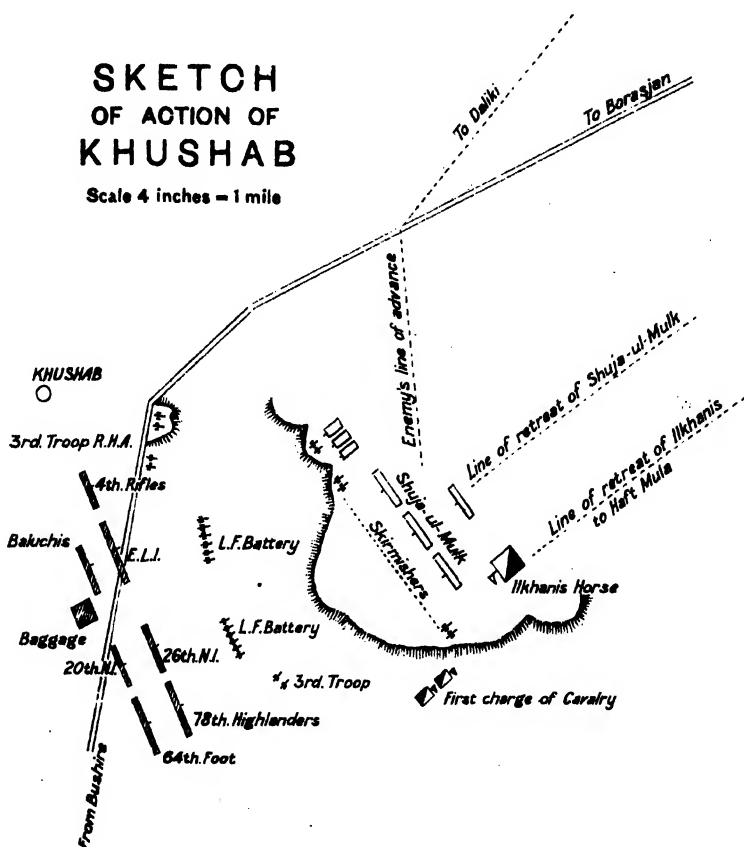 SKETCH
OF ACTION OF
KHUSHAB
Scale 4 inches = 1 mile
To Daliki
To Borasjan
Enemy's line of advance
KHUSHAB
3rd. Troop R.H.A.
4th. Rifles
Baluchis
E.L.I.
L.F. Battery
Baggage
L.F. Battery
20th. N.I.
26th. N.I.
3rd. Troop
78th. Highlanders
64th. Foot
From Bushire
Shuja-ul-Mulk
Skirmishers
Line of retreat of Shuja-ul-Mulk
Line of retreat of Ilkhanis
to Haft Mula
Ilkhanis Horse
First charge of Cavalry